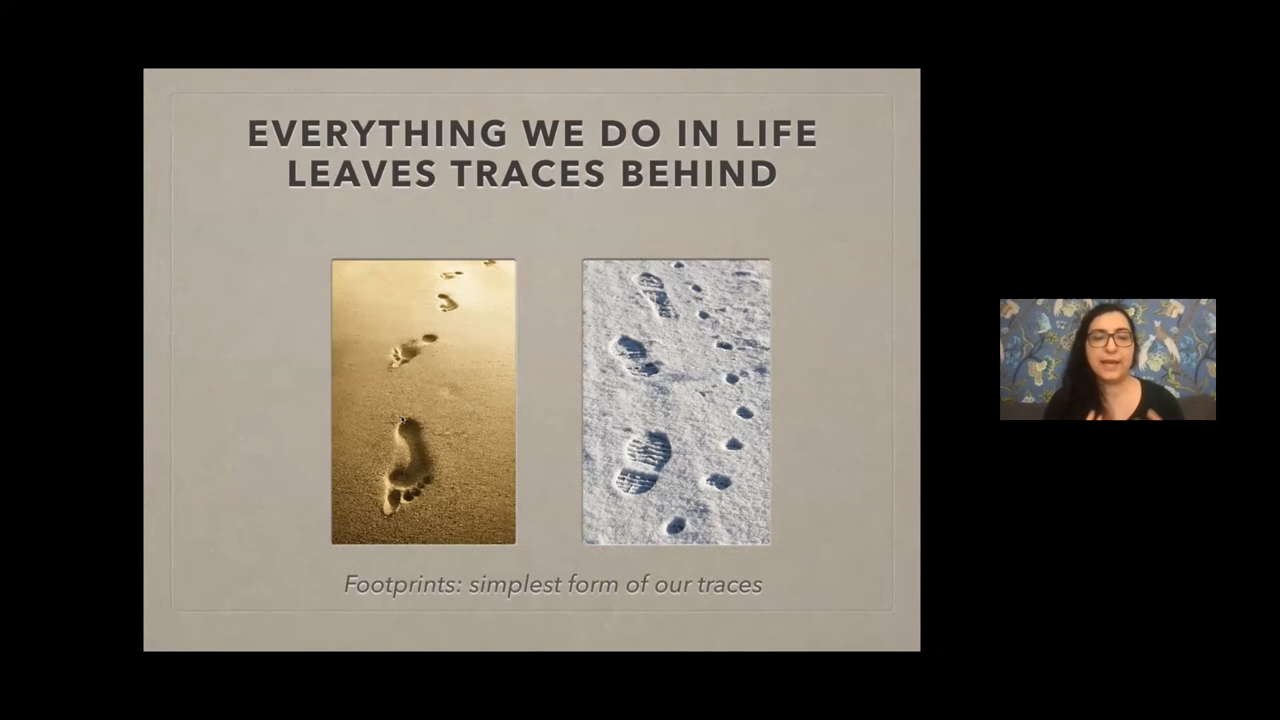 EVERYTHING WE DO IN LIFE
LEAVES TRACES BEHIND
Footprints: simplest form of our traces